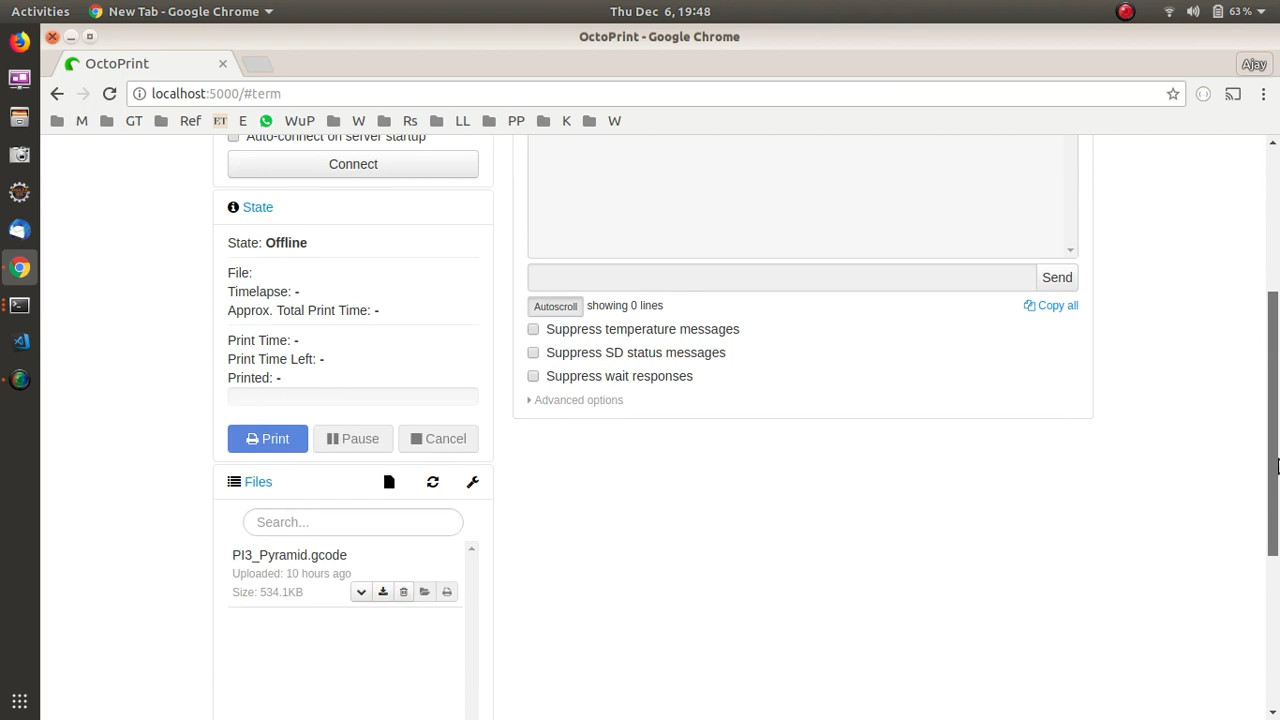 Activities New Tab - Google Chrome Thu Dec 6, 19:48 63 %
OctoPrint - Google Chrome
OctoPrint Ajay
localhost:5000/#term
M GT Ref ET E WuP W Rs LL PP K W
Auto-connect on server startup
Connect
State
State: Offline
File:
Timelapse: -
Approx. Total Print Time: -
Print Time: -
Print Time Left: -
Printed: -
Print Pause Cancel
Files
Search...
PI3_Pyramid.gcode
Uploaded: 10 hours ago
Size: 534.1KB
Send
Autoscroll showing 0 lines Copy all
Suppress temperature messages
Suppress SD status messages
Suppress wait responses
Advanced options